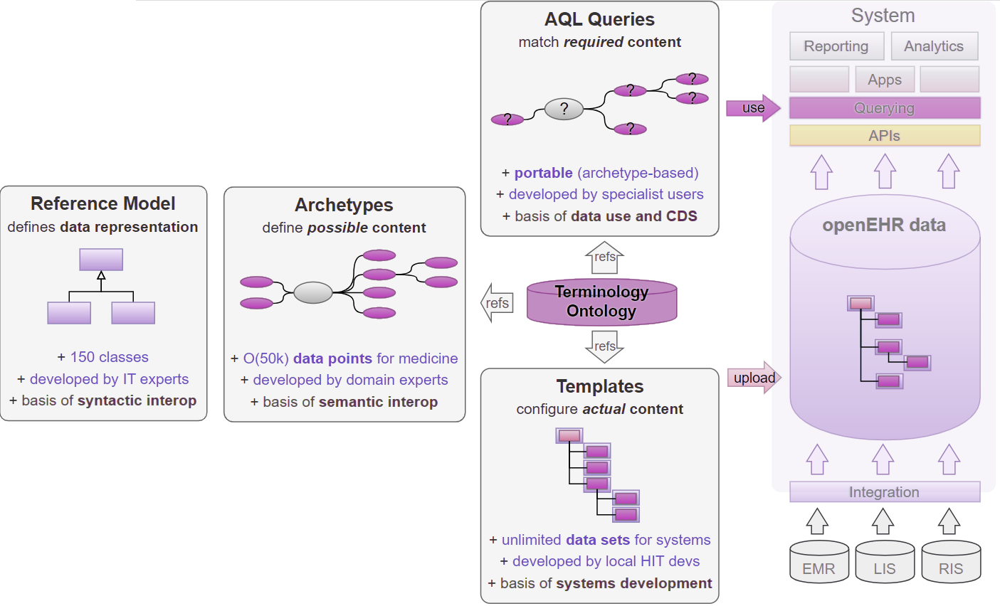 Reference Model
defines data representation
+ 150 classes
+ developed by IT experts
+ basis of syntactic interop
Archetypes
define possible content
+ O(50k) data points for medicine
+ developed by domain experts
+ basis of semantic interop
AQL Queries
match required content
?
?
?
?
?
?
+ portable (archetype-based)
+ developed by specialist users
+ basis of data use and CDS
refs
refs
Terminology
Ontology
refs
Templates
configure actual content
+ unlimited data sets for systems
+ developed by local HIT devs
+ basis of systems development
use
upload
System
Reporting
Analytics
Apps
Querying
APIs
openEHR data
Integration
EMR
LIS
RIS